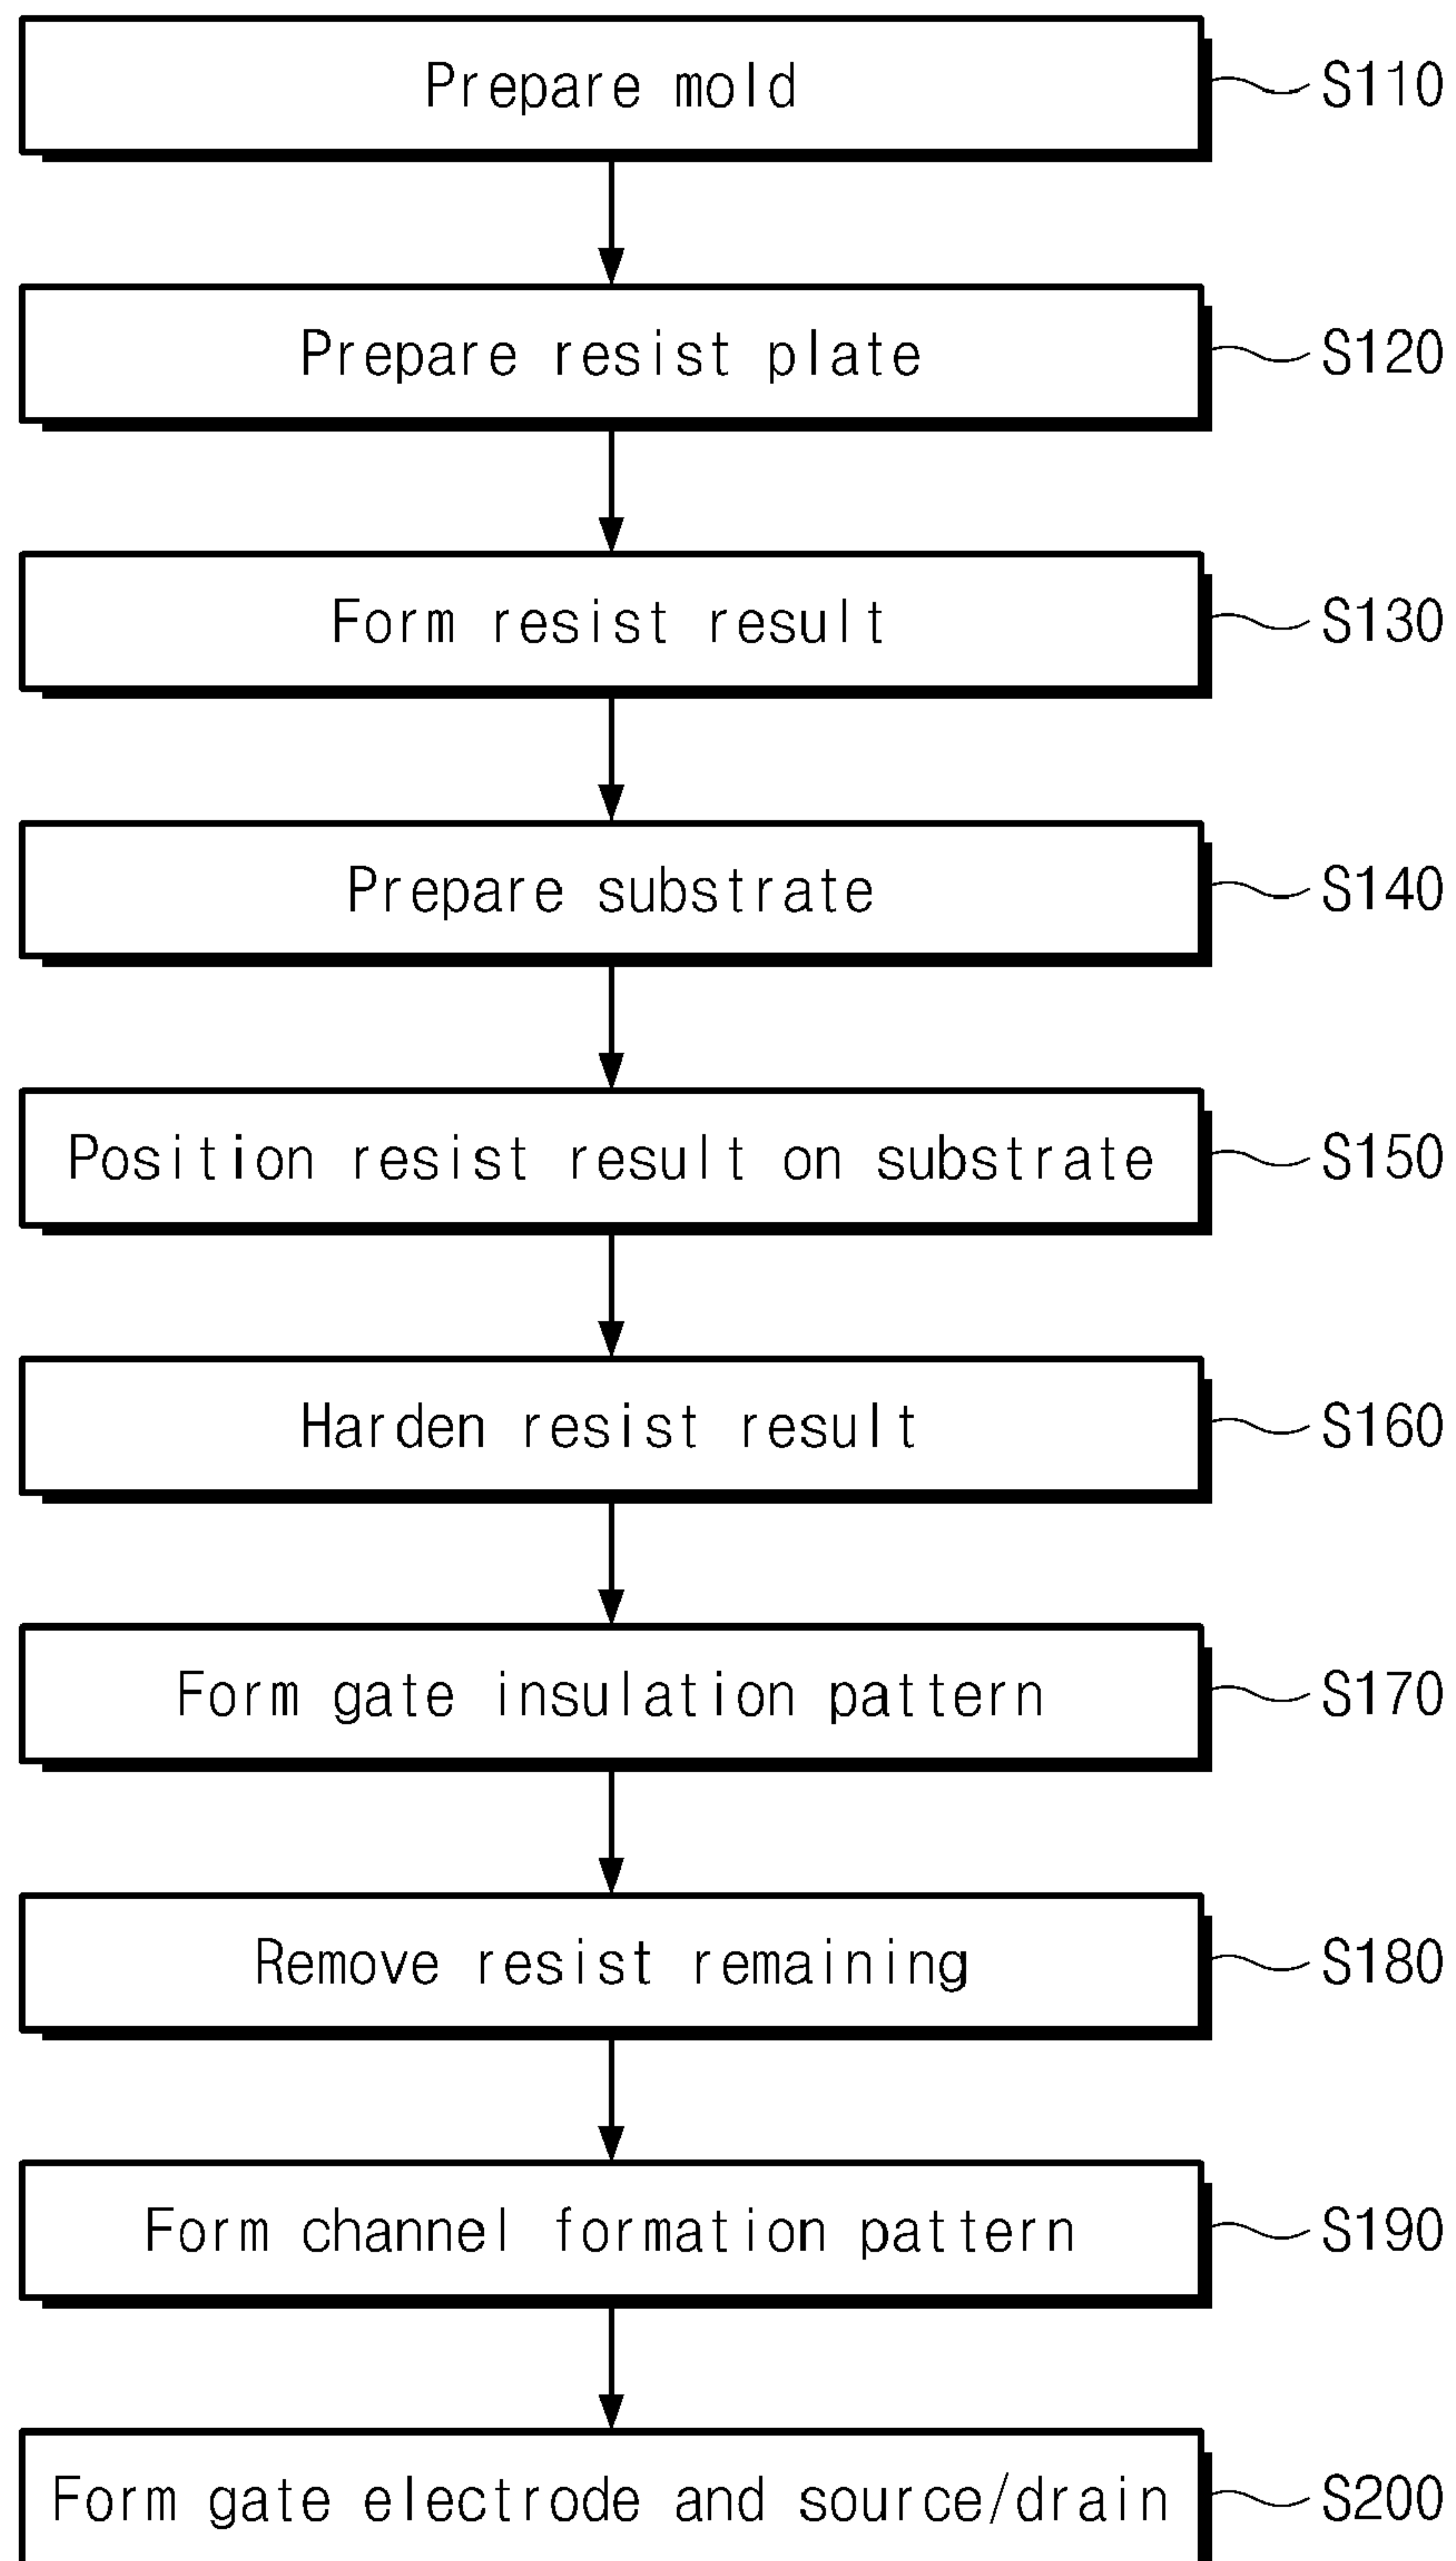 Prepare mold S110
Prepare resist plate S120
Form resist result S130
Prepare substrate S140
Position resist result on substrate S150
Harden resist result S160
Form gate insulation pattern S170
Remove resist remaining S180
Form channel formation pattern S190
Form gate electrode and source/drain S200